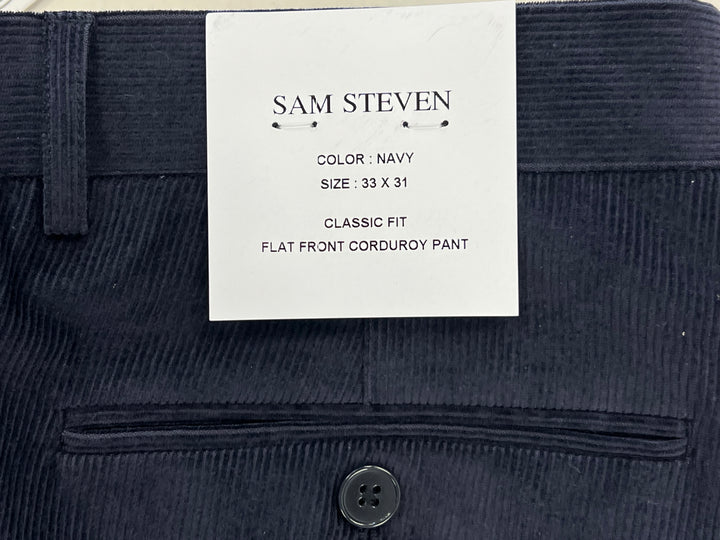 SAM STEVEN
COLOR : NAVY
SIZE : 33 X 31
CLASSIC FIT
FLAT FRONT CORDUROY PANT